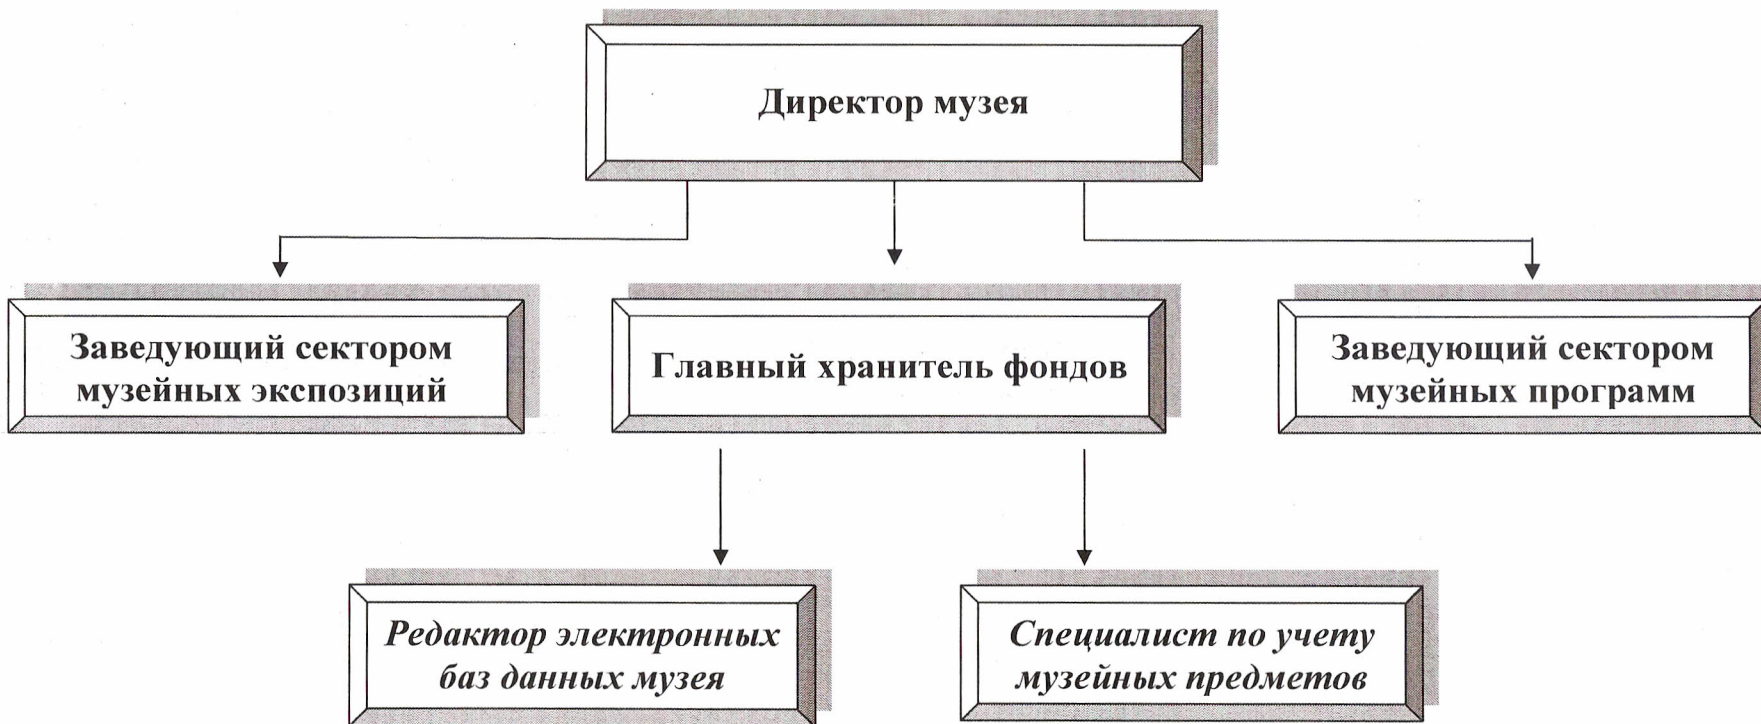 Директор музея
Заведующий сектором
музейных экспозиций
Главный хранитель фондов
Заведующий сектором
музейных программ
Редактор электронных
баз данных музея
Специалист по учету
музейных предметов